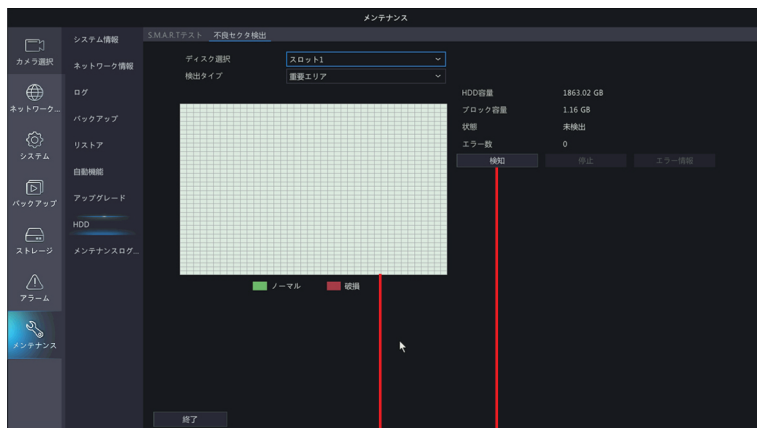 メンテナンス
カメラ選択
ネットワーク...
システム
バックアップ
ストレージ
アラーム
メンテナンス
システム情報
ネットワーク情報
ログ
バックアップ
リストア
自動機能
アップグレード
HDD
メンテナンスログ...
S.M.A.R.Tテスト 不良セクタ検出
ディスク選択 スロット1
検出タイプ 重要エリア
HDD容量 1863.02 GB
ブロック容量 1.16 GB
状態 未検出
エラー数 0
検知 停止 エラー情報
ノーマル 破損
終了